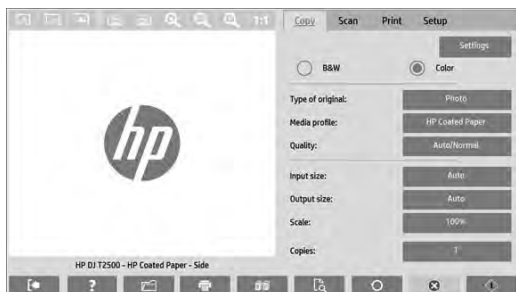 1:1
Copy Scan Print Setup
Settings
B&W Color
Type of original: Photo
Media profile: HP Coated Paper
Quality: Auto/Normal
Input size: Auto
Output size: Auto
Scale: 100%
Copies: 1
hp
HP DJ T2500 - HP Coated Paper - Side
?